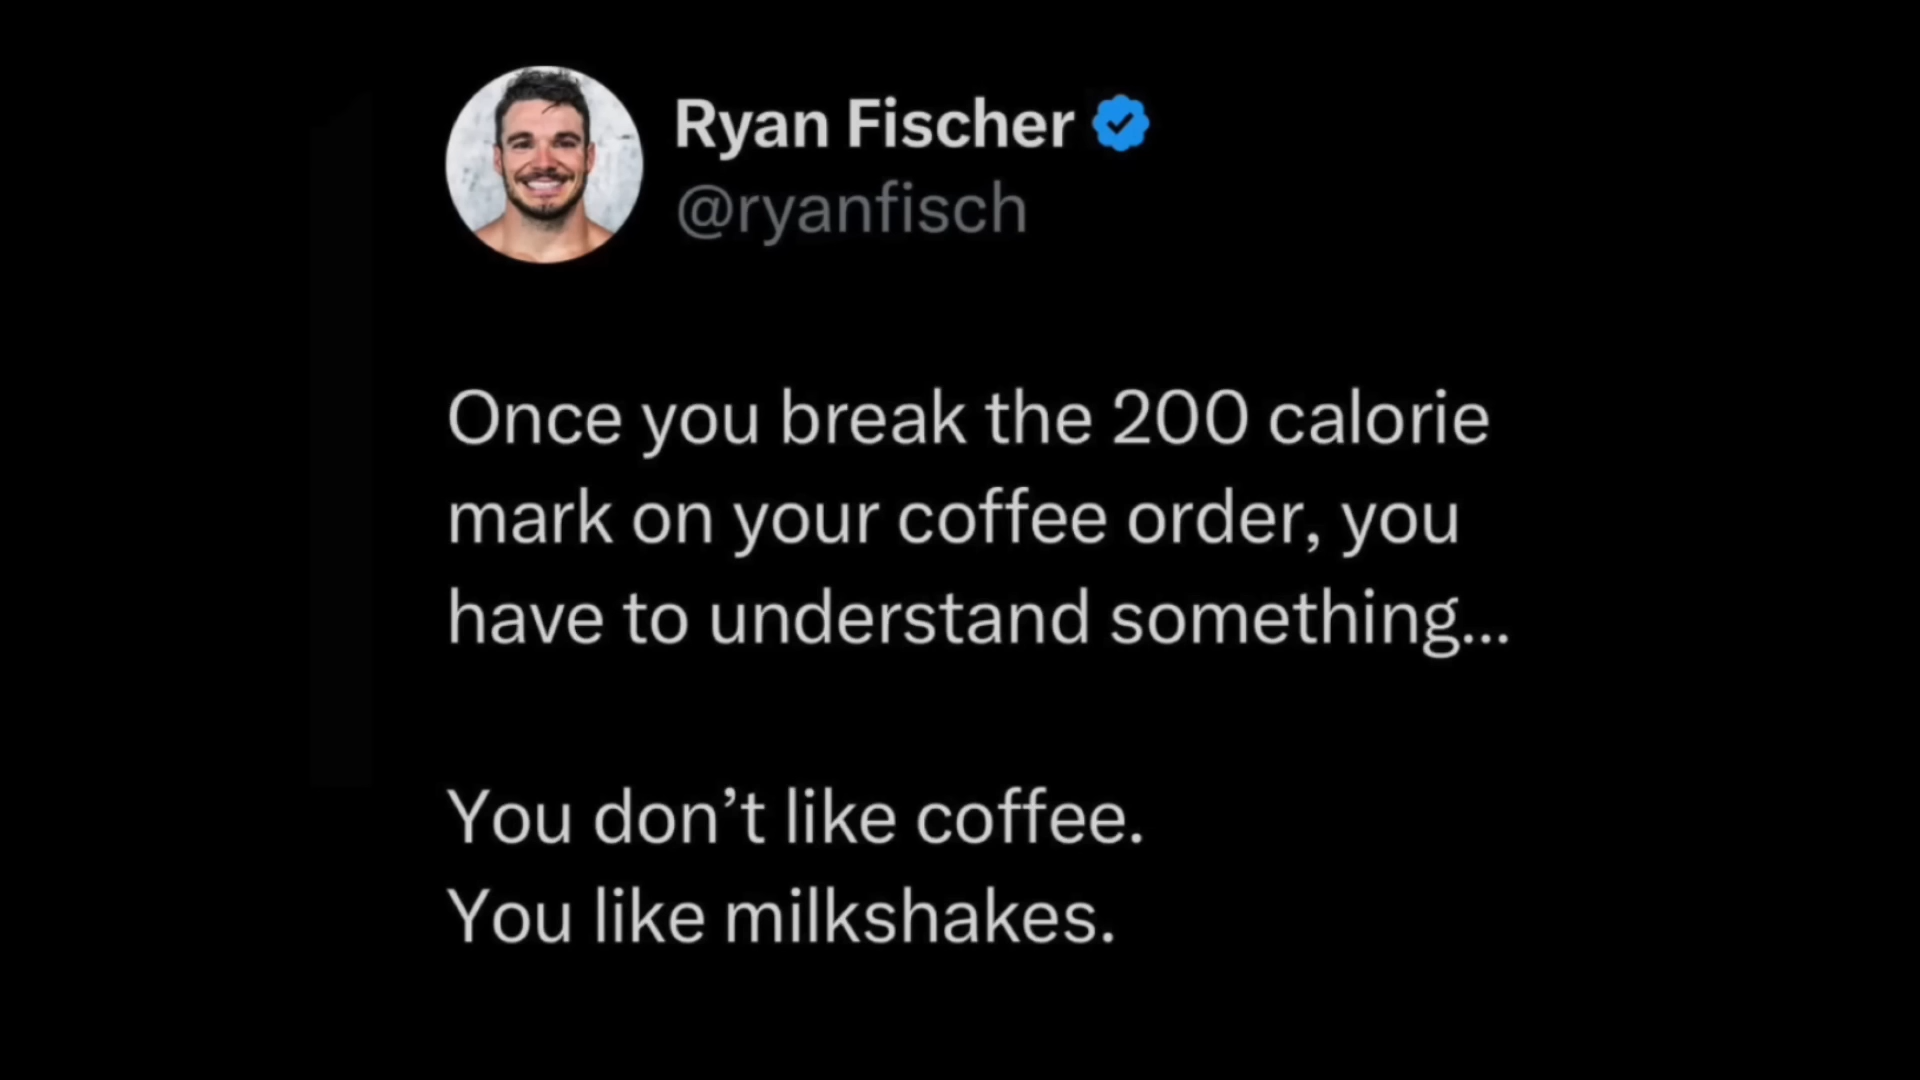 Ryan Fischer
@ryanfisch
Once you break the 200 calorie
mark on your coffee order, you
have to understand something...
You don’t like coffee.
You like milkshakes.